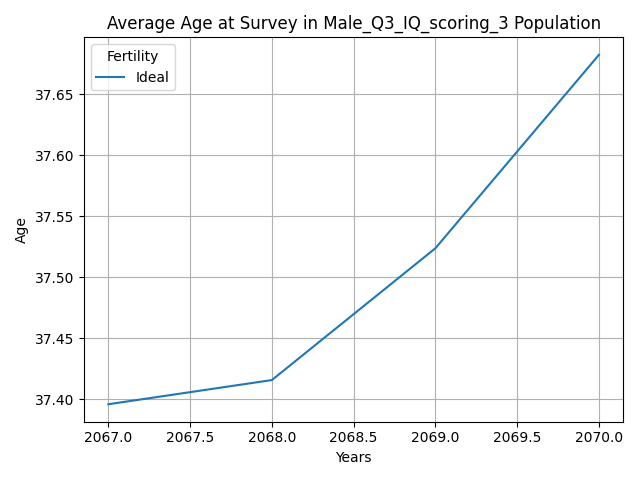 Average Age at Survey in Male_Q3_IQ_scoring_3 Population
Fertility
Ideal
37.65
37.60
37.55
37.50
37.45
37.40
Age
2067.0 2067.5 2068.0 2068.5 2069.0 2069.5 2070.0
Years